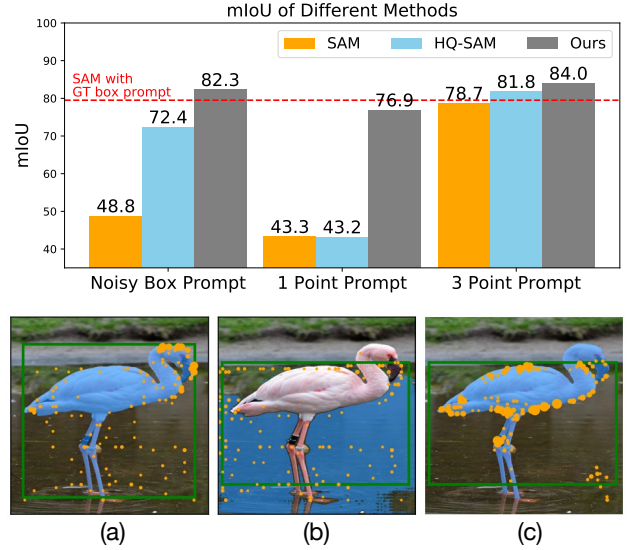 mIoU of Different Methods
100
90
80
70
60
50
40
mIoU
SAM
HQ-SAM
Ours
SAM with
GT box prompt
48.8
72.4
82.3
43.3
43.2
76.9
78.7
81.8
84.0
Noisy Box Prompt
1 Point Prompt
3 Point Prompt
(a)
(b)
(c)